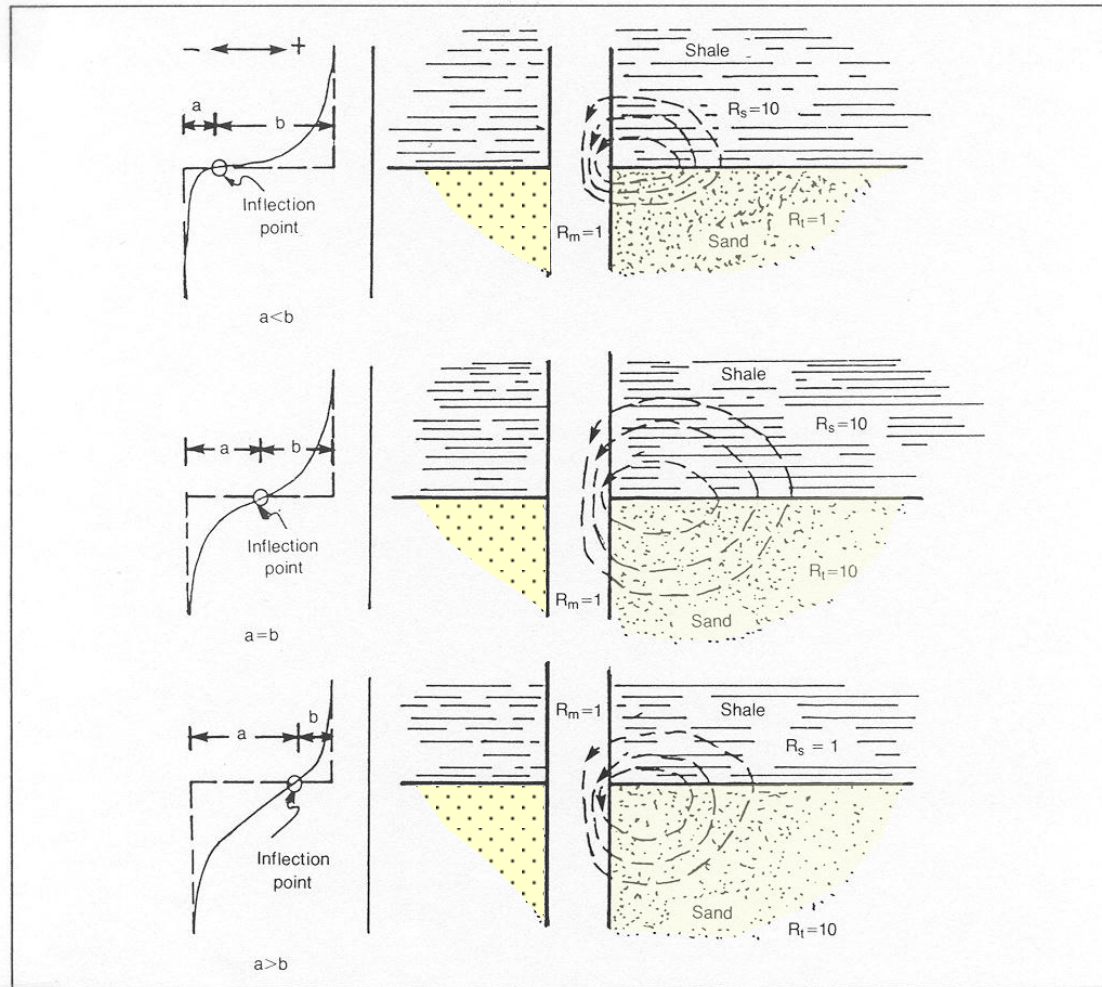 − +
a
b
Inflection
point
a<b
Shale
Rs=10
Rm=1
Rt=1
Sand
a
b
Inflection
point
a=b
Shale
Rs=10
Rm=1
Rt=10
Sand
a
b
Inflection
point
a>b
Rm=1
Shale
Rs = 1
Sand
Rt=10